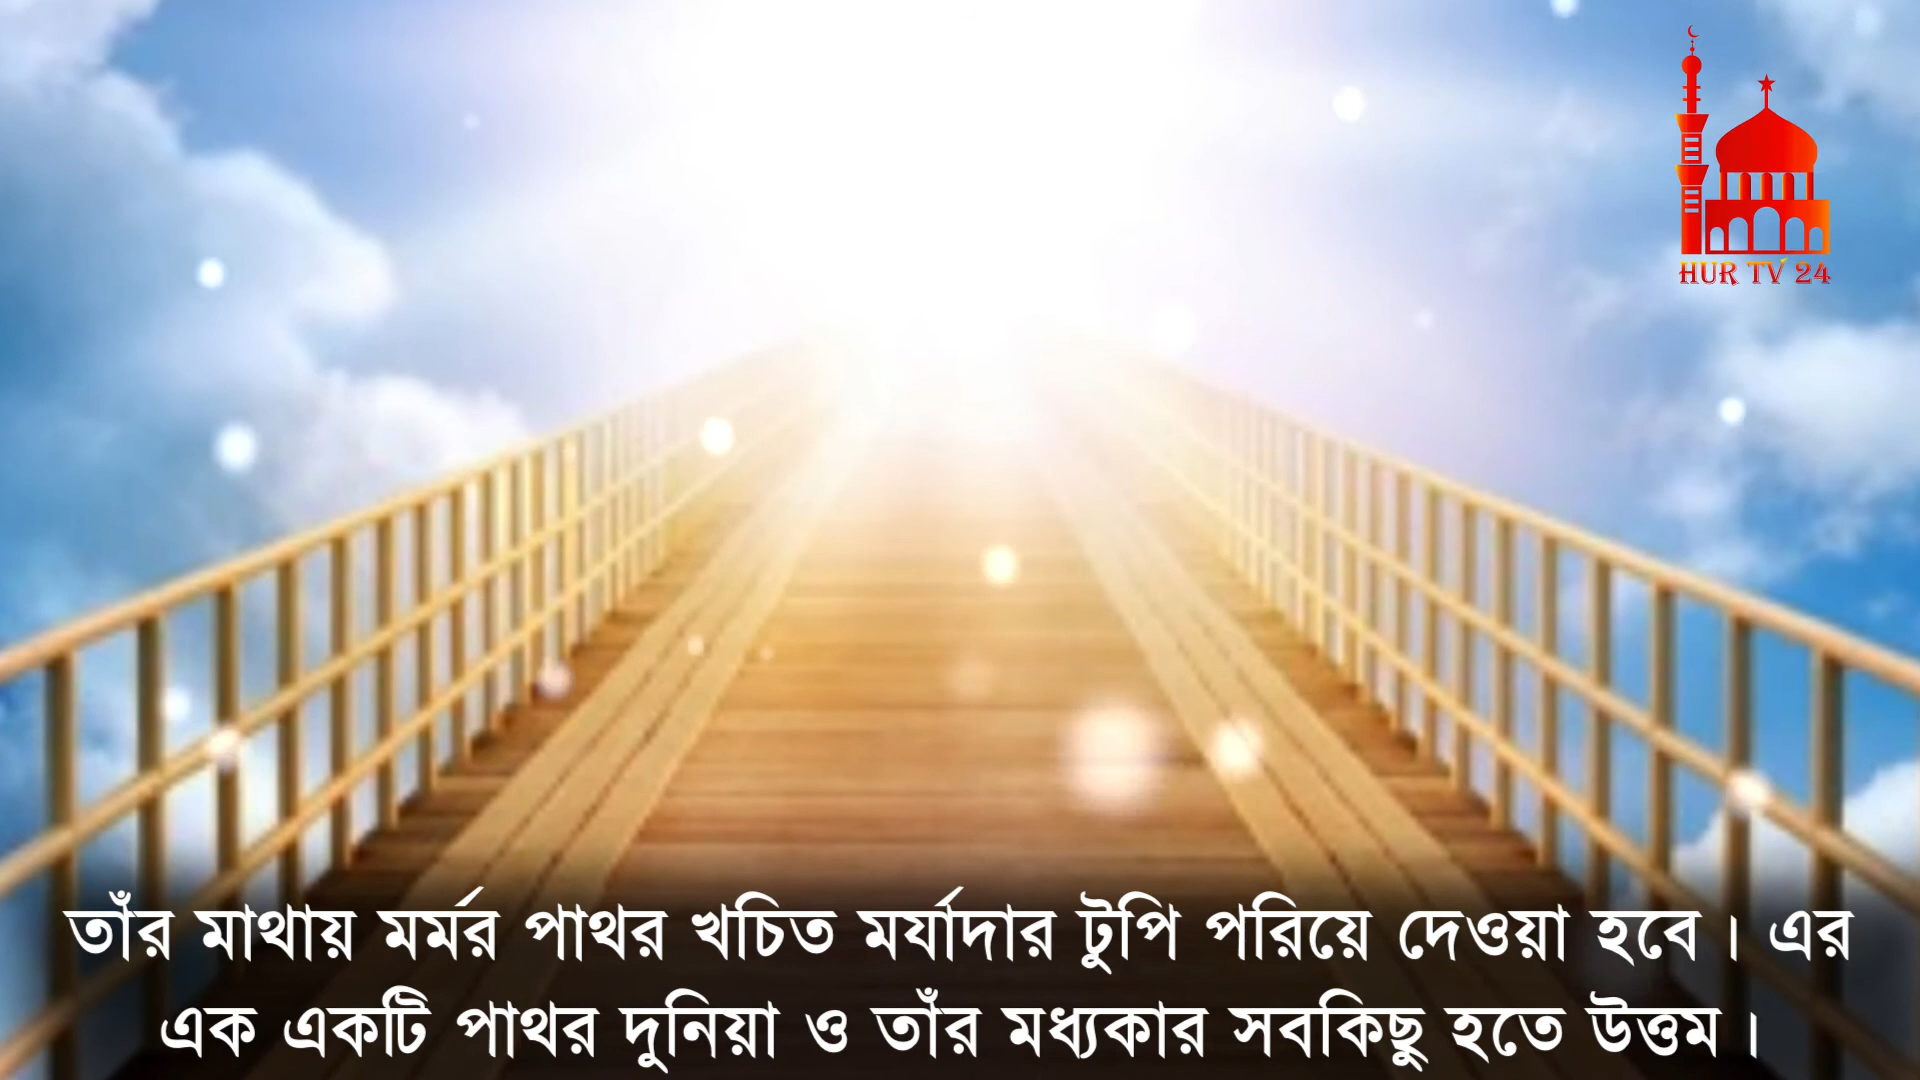 HUR TV 24
তাঁর মাথায় মর্মর পাথর খচিত মর্যাদার টুপি পরিয়ে দেওয়া হবে। এর
এক একটি পাথর দুনিয়া ও তাঁর মধ্যকার সবকিছু হতে উত্তম।